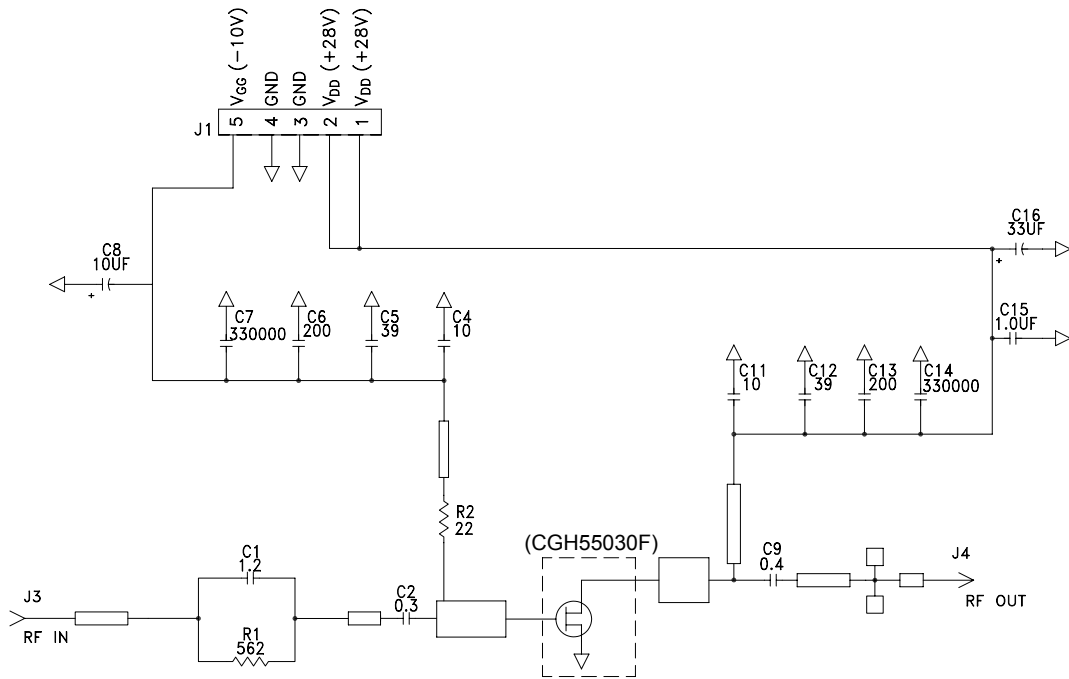 VGG (-10V)
GND
GND
VDD (+28V)
VDD (+28V)
J1
5
4
3
2
1
C8
10UF
+
C16
33UF
+
C7
330000
C6
200
C5
39
C4
10
C15
1.0UF
C11
10
C12
39
C13
200
C14
330000
R2
22
(CGH55030F)
C1
1.2
C9
0.4
J4
RF OUT
J3
RF IN
C2
0.3
R1
562